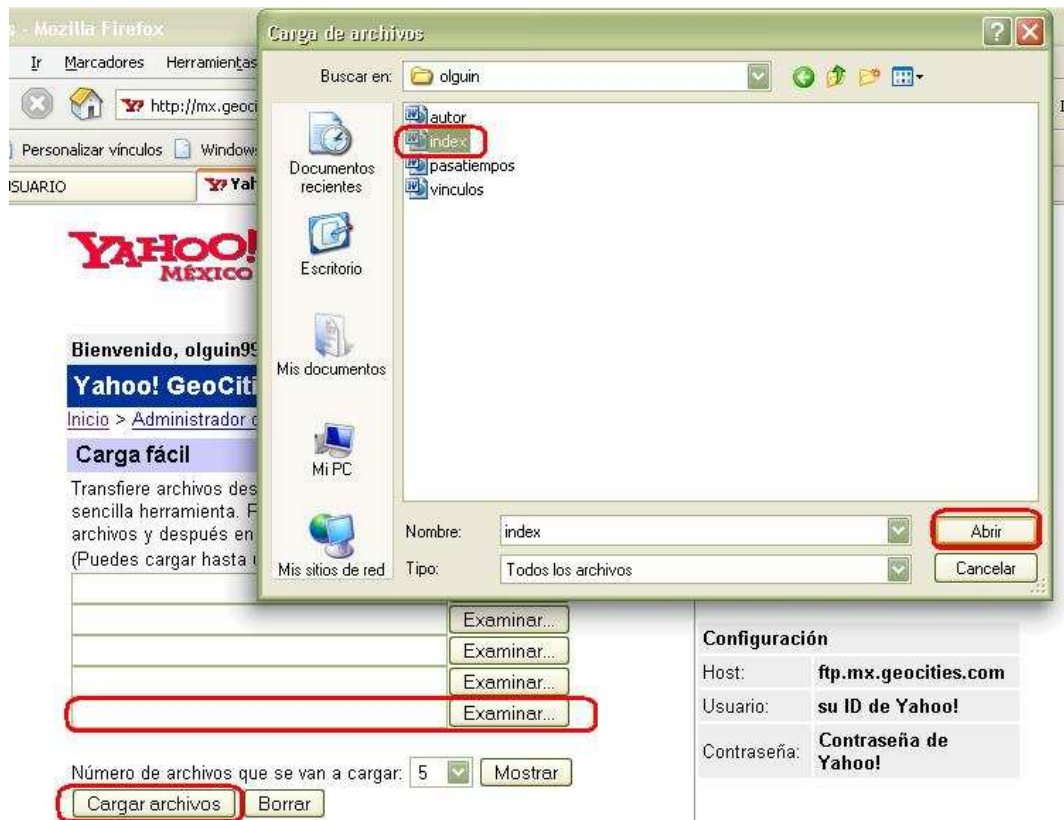 - Mozilla Firefox
Ir Marcadores Herramientas
http://mx.geoci
Personalizar vínculos Window
SUARIO Y! Yah
YAHOO!
MÉXICO
Bienvenido, olguin99
Yahoo! GeoCiti
Inicio > Administrador
Carga fácil
Transfiere archivos des
sencilla herramienta. F
archivos y después en
(Puedes cargar hasta
Carga de archivos
Buscar en: olguin
autor
index
pasatiempos
vinculos
Documentos
recientes
Escritorio
Mis documentos
Mi PC
Mis sitios de red
Nombre: index Abrir
Tipo: Todos los archivos Cancelar
Examinar...
Examinar...
Examinar...
Examinar...
Número de archivos que se van a cargar: 5 Mostrar
Cargar archivos Borrar
Configuración
Host: ftp.mx.geocities.com
Usuario: su ID de Yahoo!
Contraseña: Contraseña de
Yahoo!